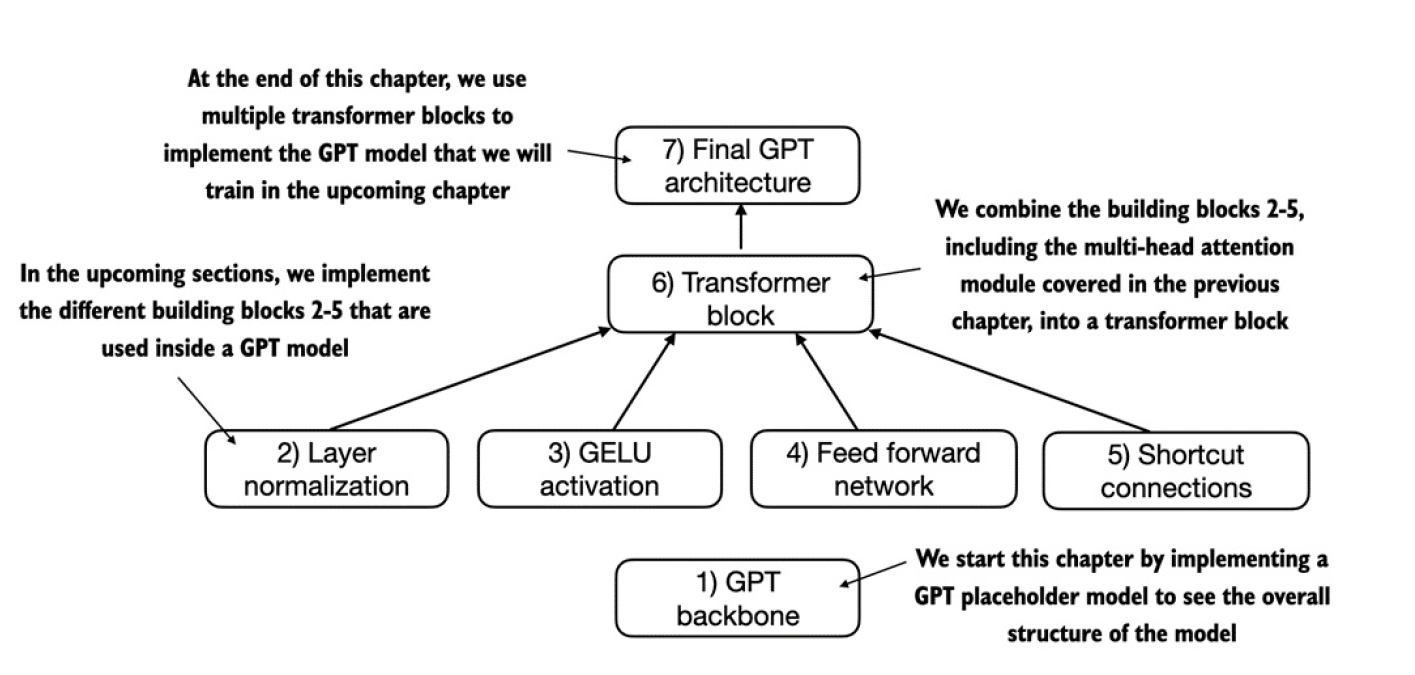 At the end of this chapter, we use
multiple transformer blocks to
implement the GPT model that we will
train in the upcoming chapter
7) Final GPT
architecture
We combine the building blocks 2-5,
including the multi-head attention
module covered in the previous
chapter, into a transformer block
In the upcoming sections, we implement
the different building blocks 2-5 that are
used inside a GPT model
6) Transformer
block
2) Layer
normalization
3) GELU
activation
4) Feed forward
network
5) Shortcut
connections
1) GPT
backbone
We start this chapter by implementing a
GPT placeholder model to see the overall
structure of the model